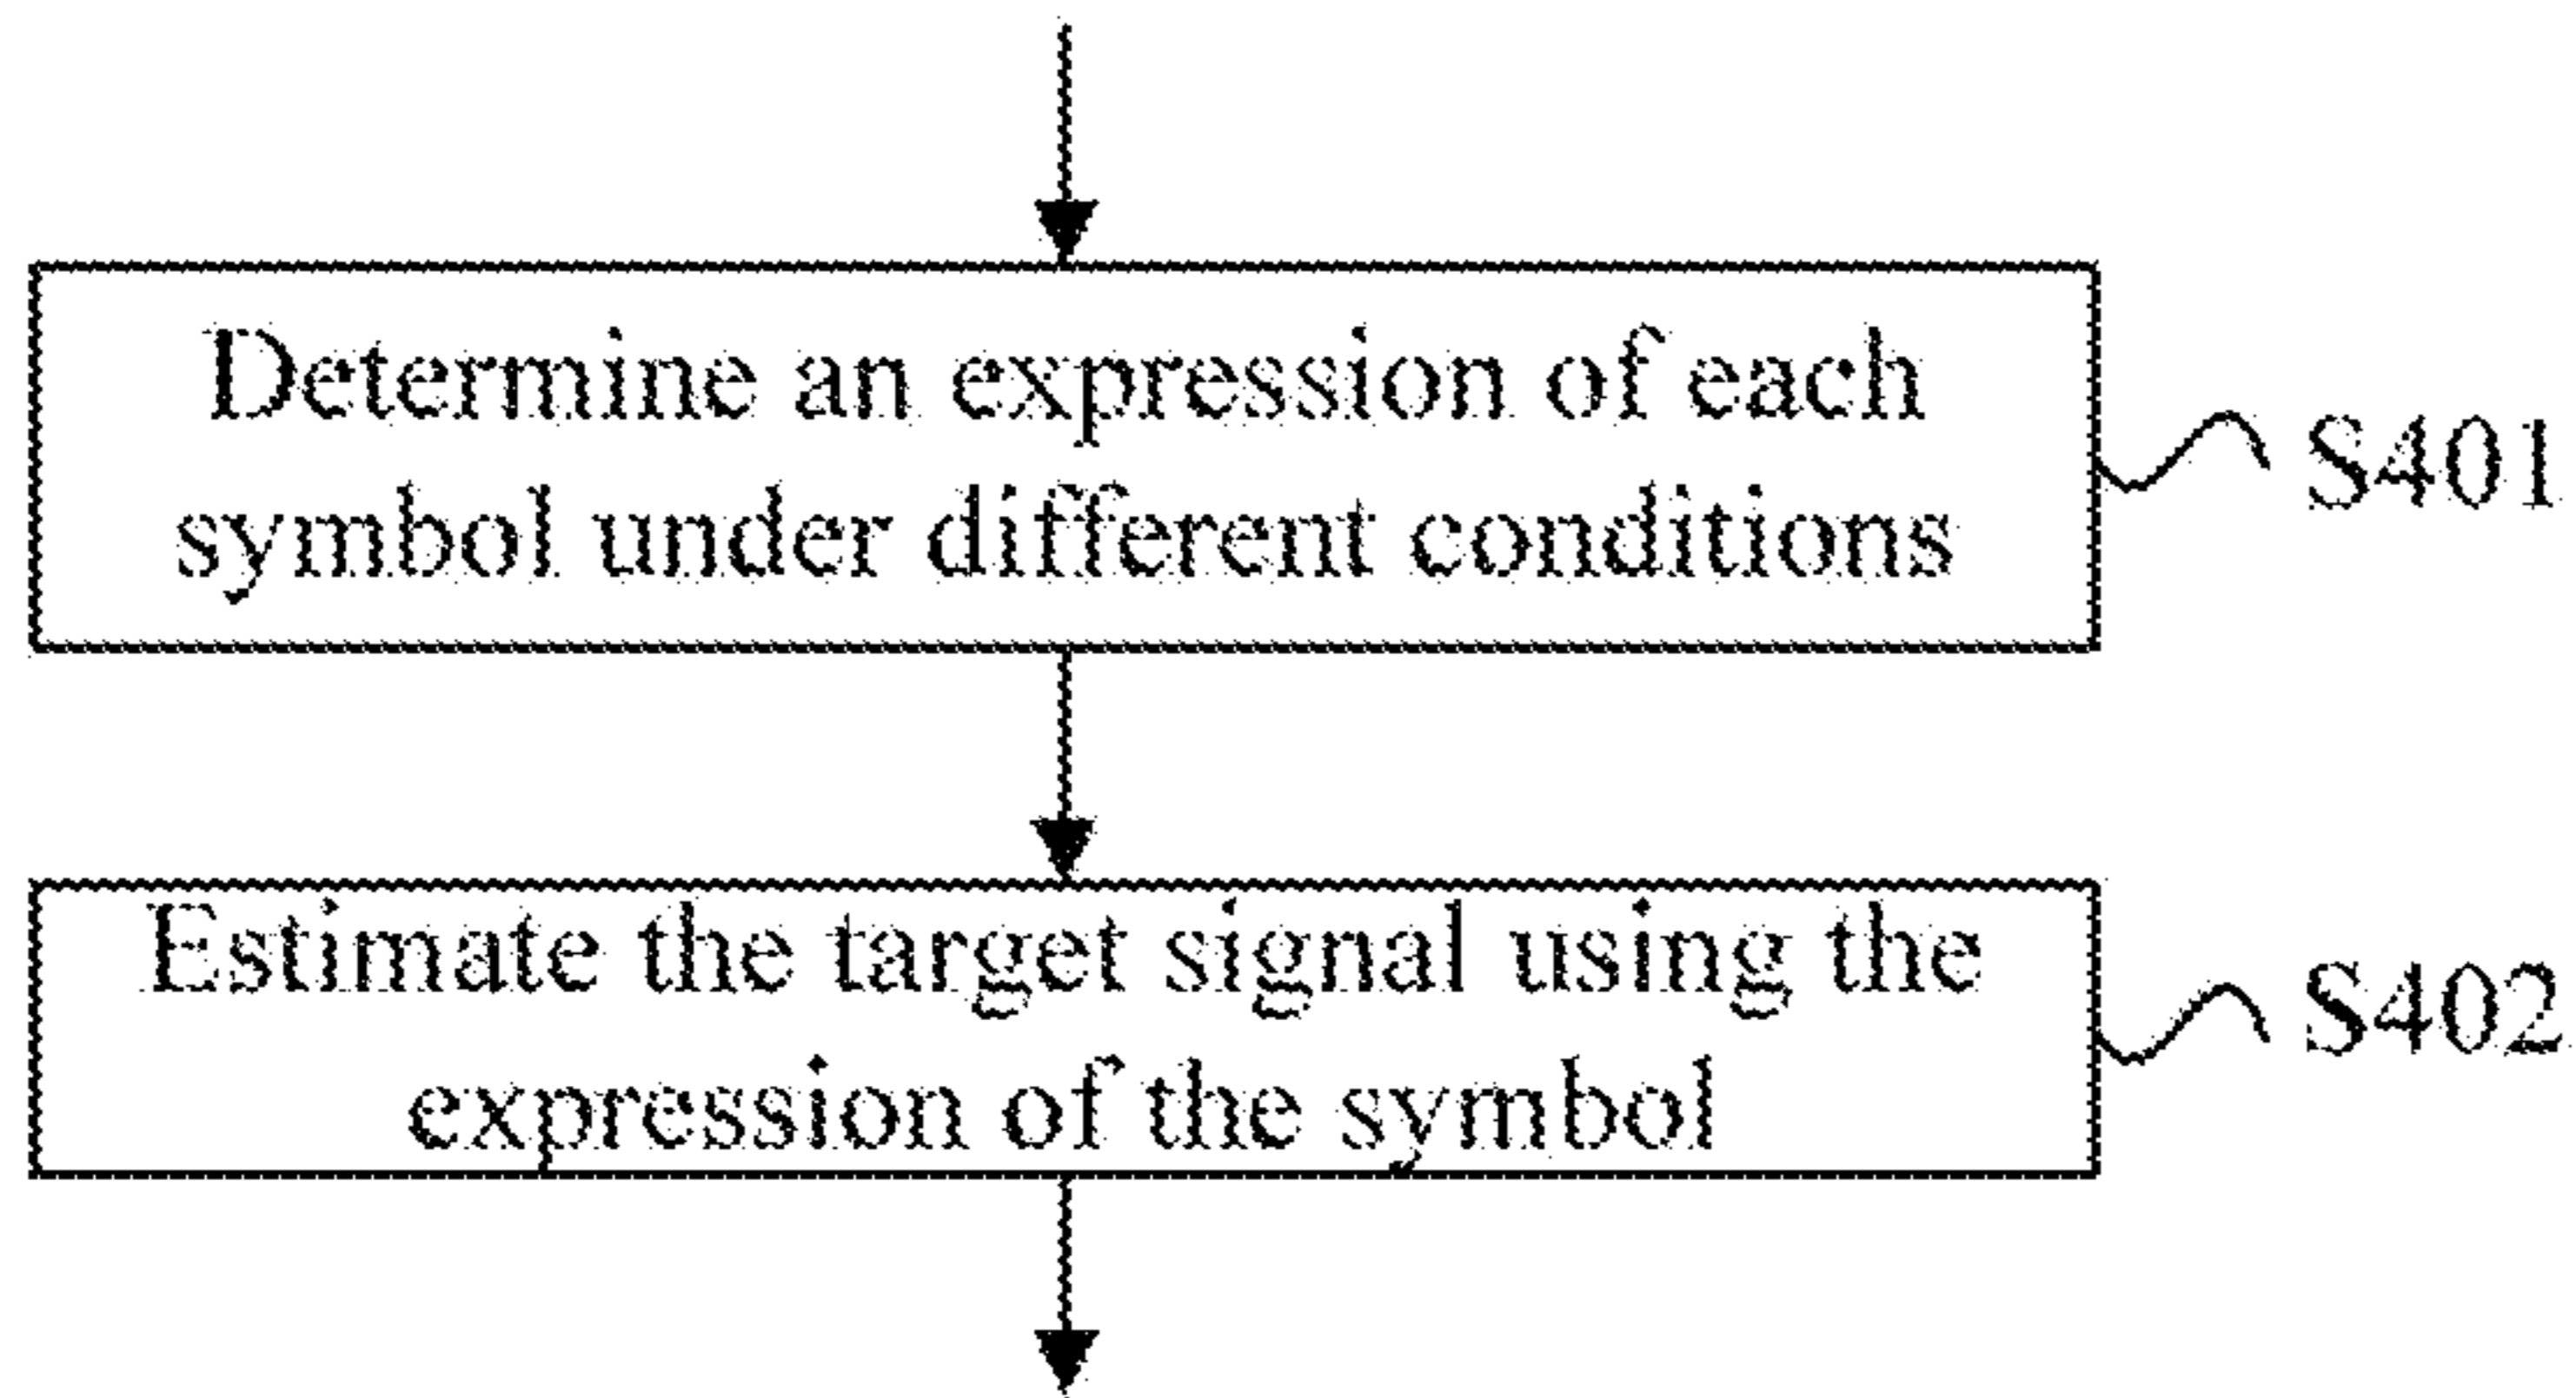 Determine an expression of each
symbol under different conditions
S401
Estimate the target signal using the
expression of the symbol
S402